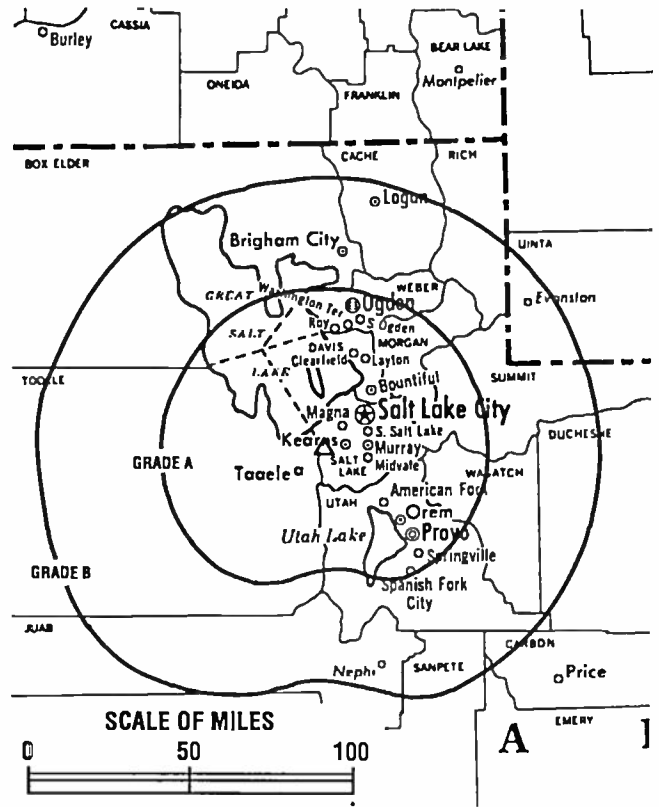 CASSIA
Burley
BEAR LAKE
Montpelier
ONEIDA
FRANKLIN
BOX ELDER
CACHE
RICH
Logan
Brigham City
UINTA
WEBER
GREAT
Washington Ter
Ogden
Evanston
S. Ogden
Roy
SALT
DAVIS
MORGAN
Clearfield
Layton
LAKE
TOOELE
SUMMIT
Bountiful
Salt Lake City
Magna
S. Salt Lake
DUCHESNE
Kearns
Murray
GRADE A
SALT
LAKE
Midvale
Tooele
WASATCH
UTAH
American Fork
Orem
Utah Lake
Provo
Springville
GRADE B
Spanish Fork
City
JUAB
CARBON
Nephi
SANPETE
Price
SCALE OF MILES
EMERY
0 50 100
A